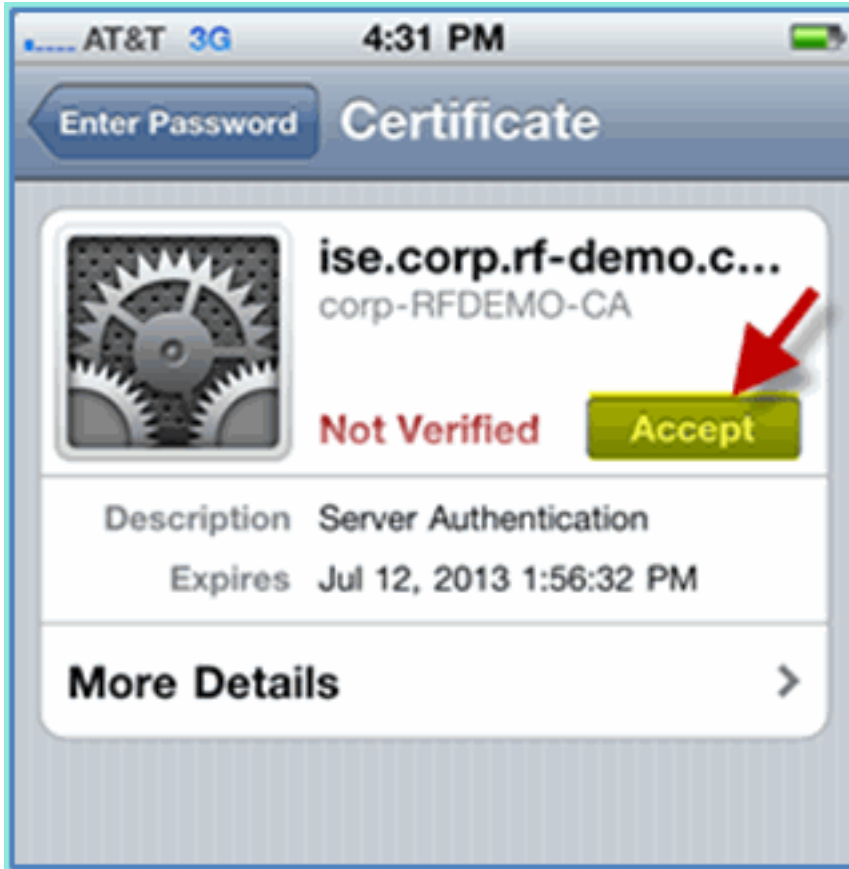 AT&T 3G 4:31 PM
Enter Password Certificate
ise.corp.rf-demo.c...
corp-RFDEMO-CA
Not Verified Accept
Description Server Authentication
Expires Jul 12, 2013 1:56:32 PM
More Details